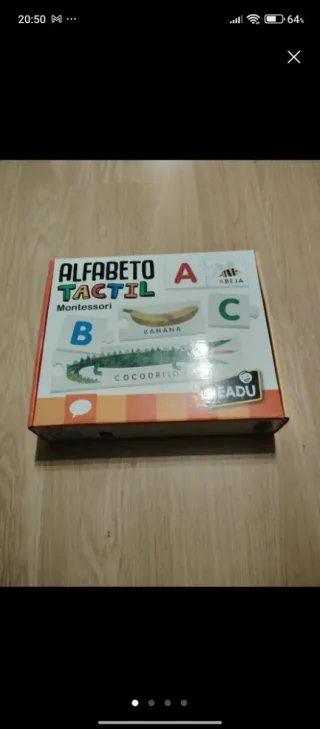 20:50
64%
ALFABETO
TACTIL
Montessori
A
ABEJA
BANANA
C
B
COCODRILO
HEADU